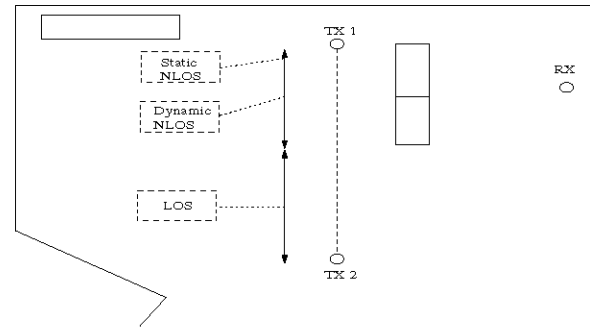 TX 1
Static
NLOS
RX
Dynamic
NLOS
LOS
TX 2